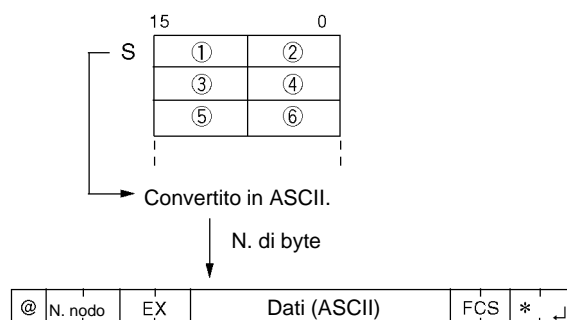 15 0
S ① ②
③ ④
⑤ ⑥
Convertito in ASCII.
N. di byte
@ N. nodo EX Dati (ASCII) FCS * ↵